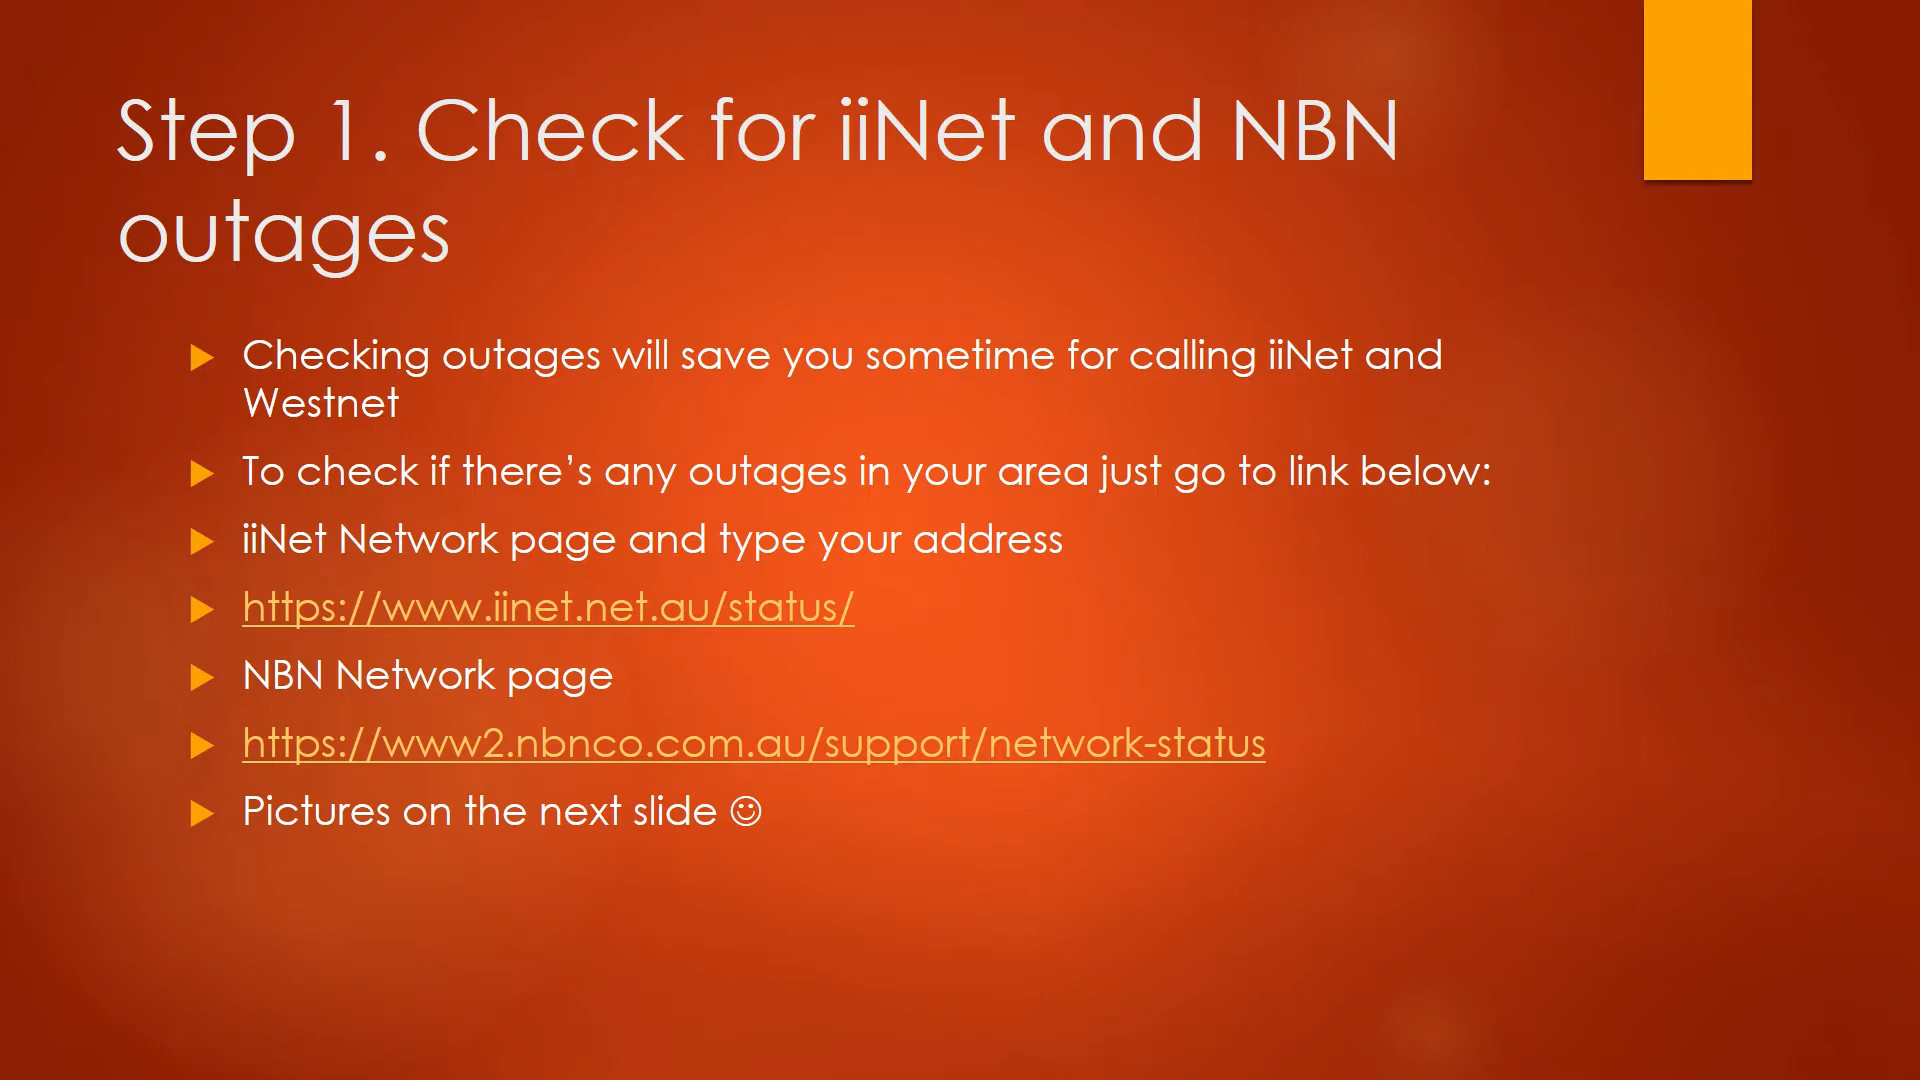 Step 1. Check for iiNet and NBN
outages
Checking outages will save you sometime for calling iiNet and
Westnet
To check if there’s any outages in your area just go to link below:
iiNet Network page and type your address
https://www.iinet.net.au/status/
NBN Network page
https://www2.nbnco.com.au/support/network-status
Pictures on the next slide ☺